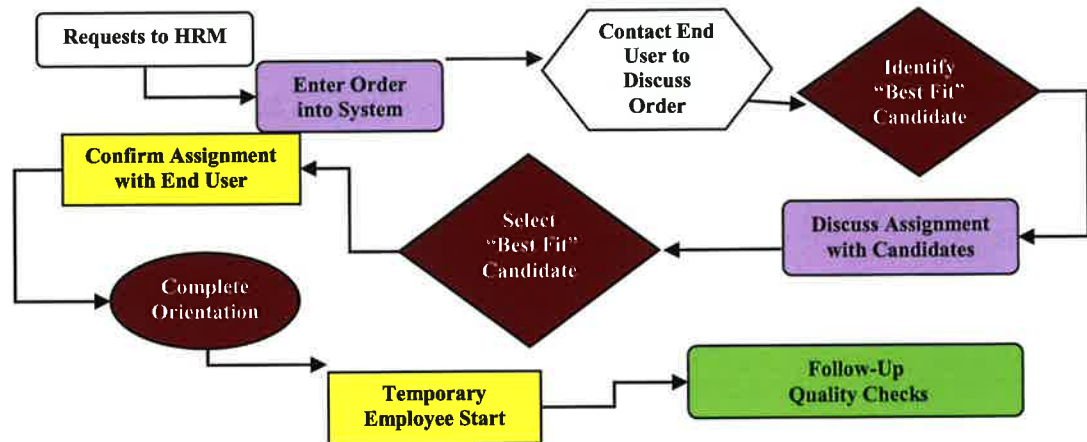 Requests to HRM
Enter Order
into System
Contact End
User to
Discuss
Order
Identify
“Best Fit”
Candidate
Discuss Assignment
with Candidates
Select
“Best Fit”
Candidate
Confirm Assignment
with End User
Complete
Orientation
Temporary
Employee Start
Follow-Up
Quality Checks